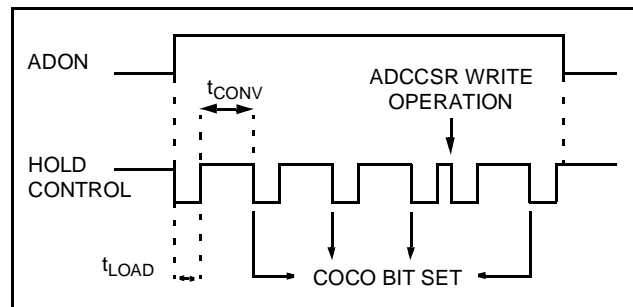 ADON
tCONV
ADCCSR WRITE
OPERATION
HOLD
CONTROL
tLOAD
COCO BIT SET